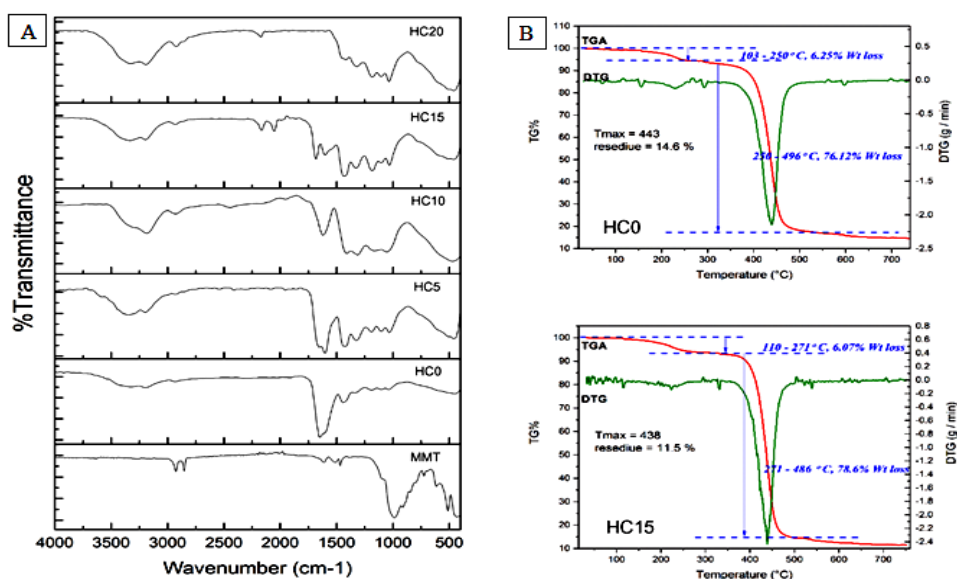 A
HC20
HC15
HC10
HC5
HC0
MMT
%Transmittance
4000 3500 3000 2500 2000 1500 1000 500
Wavenumber (cm-1)
B
TGA
103 - 250°C, 6.25% Wt loss
DTG
Tmax = 443
resediue = 14.6 %
250 - 496°C, 76.12% Wt loss
HC0
TG%
100
90
80
70
60
50
40
30
20
10
DTG (g / min)
0.5
0.0
-0.5
-1.0
-1.5
-2.0
-2.5
100 200 300 400 500 600 700
Temperature (°C)
TGA
110 - 271°C, 6.07% Wt loss
DTG
Tmax = 438
resediue = 11.5 %
271 - 486 °C, 78.6% Wt loss
HC15
TG%
100
90
80
70
60
50
40
30
20
10
DTG (g / min)
0.8
0.6
0.4
0.2
0.0
-0.2
-0.4
-0.6
-0.8
-1.0
-1.2
-1.4
-1.6
-1.8
-2.0
-2.2
-2.4
100 200 300 400 500 600 700
Temperature (°C)